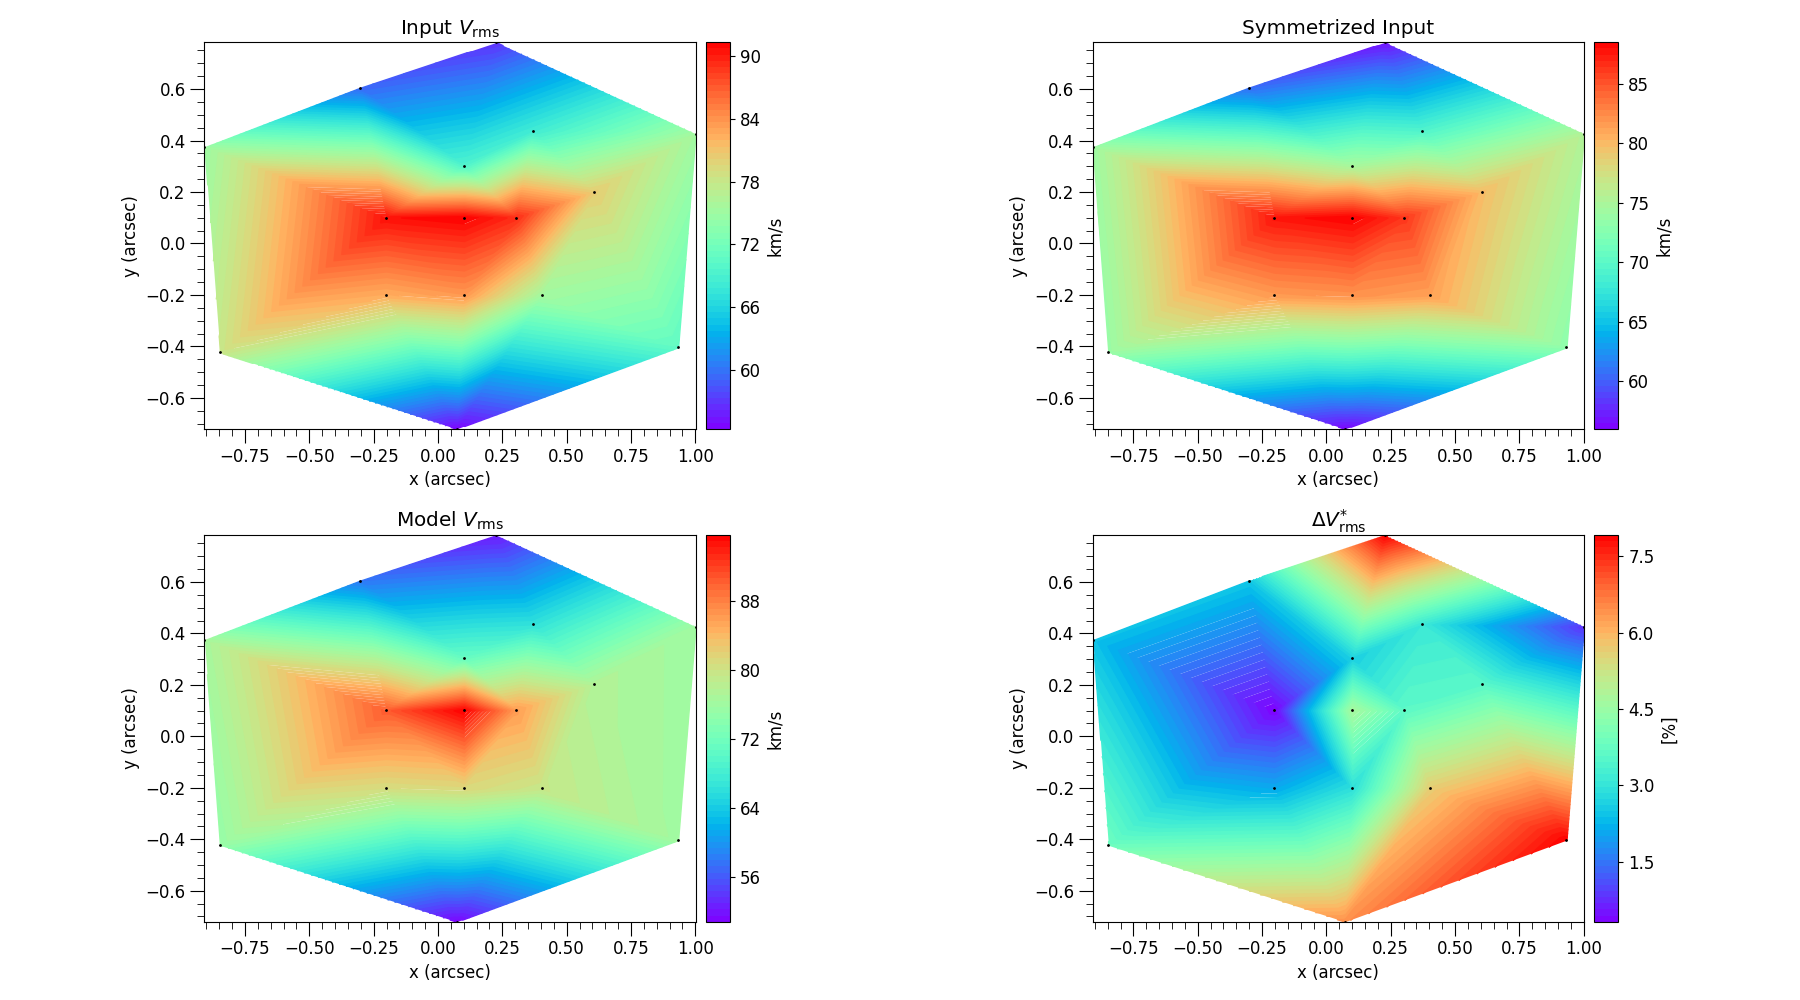 Input V_rms
0.6
0.4
0.2
0.0
−0.2
−0.4
−0.6
y (arcsec)
−0.75 −0.50 −0.25 0.00 0.25 0.50 0.75 1.00
x (arcsec)
90
84
78
72
66
60
km/s
Symmetrized Input
0.6
0.4
0.2
0.0
−0.2
−0.4
−0.6
y (arcsec)
−0.75 −0.50 −0.25 0.00 0.25 0.50 0.75 1.00
x (arcsec)
85
80
75
70
65
60
km/s
Model V_rms
0.6
0.4
0.2
0.0
−0.2
−0.4
−0.6
y (arcsec)
−0.75 −0.50 −0.25 0.00 0.25 0.50 0.75 1.00
x (arcsec)
88
80
72
64
56
km/s
ΔV*_rms
0.6
0.4
0.2
0.0
−0.2
−0.4
−0.6
y (arcsec)
−0.75 −0.50 −0.25 0.00 0.25 0.50 0.75 1.00
x (arcsec)
7.5
6.0
4.5
3.0
1.5
[%]